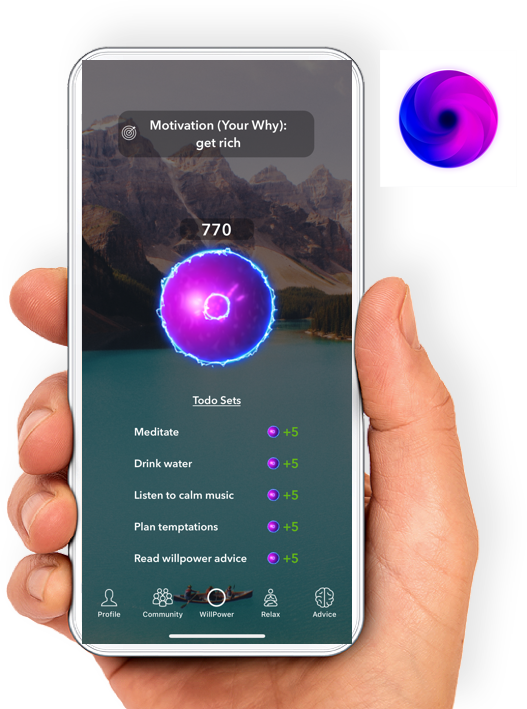 Motivation (Your Why):
get rich
770
Todo Sets
Meditate +5
Drink water +5
Listen to calm music +5
Plan temptations +5
Read willpower advice +5
Profile Community WillPower Relax Advice